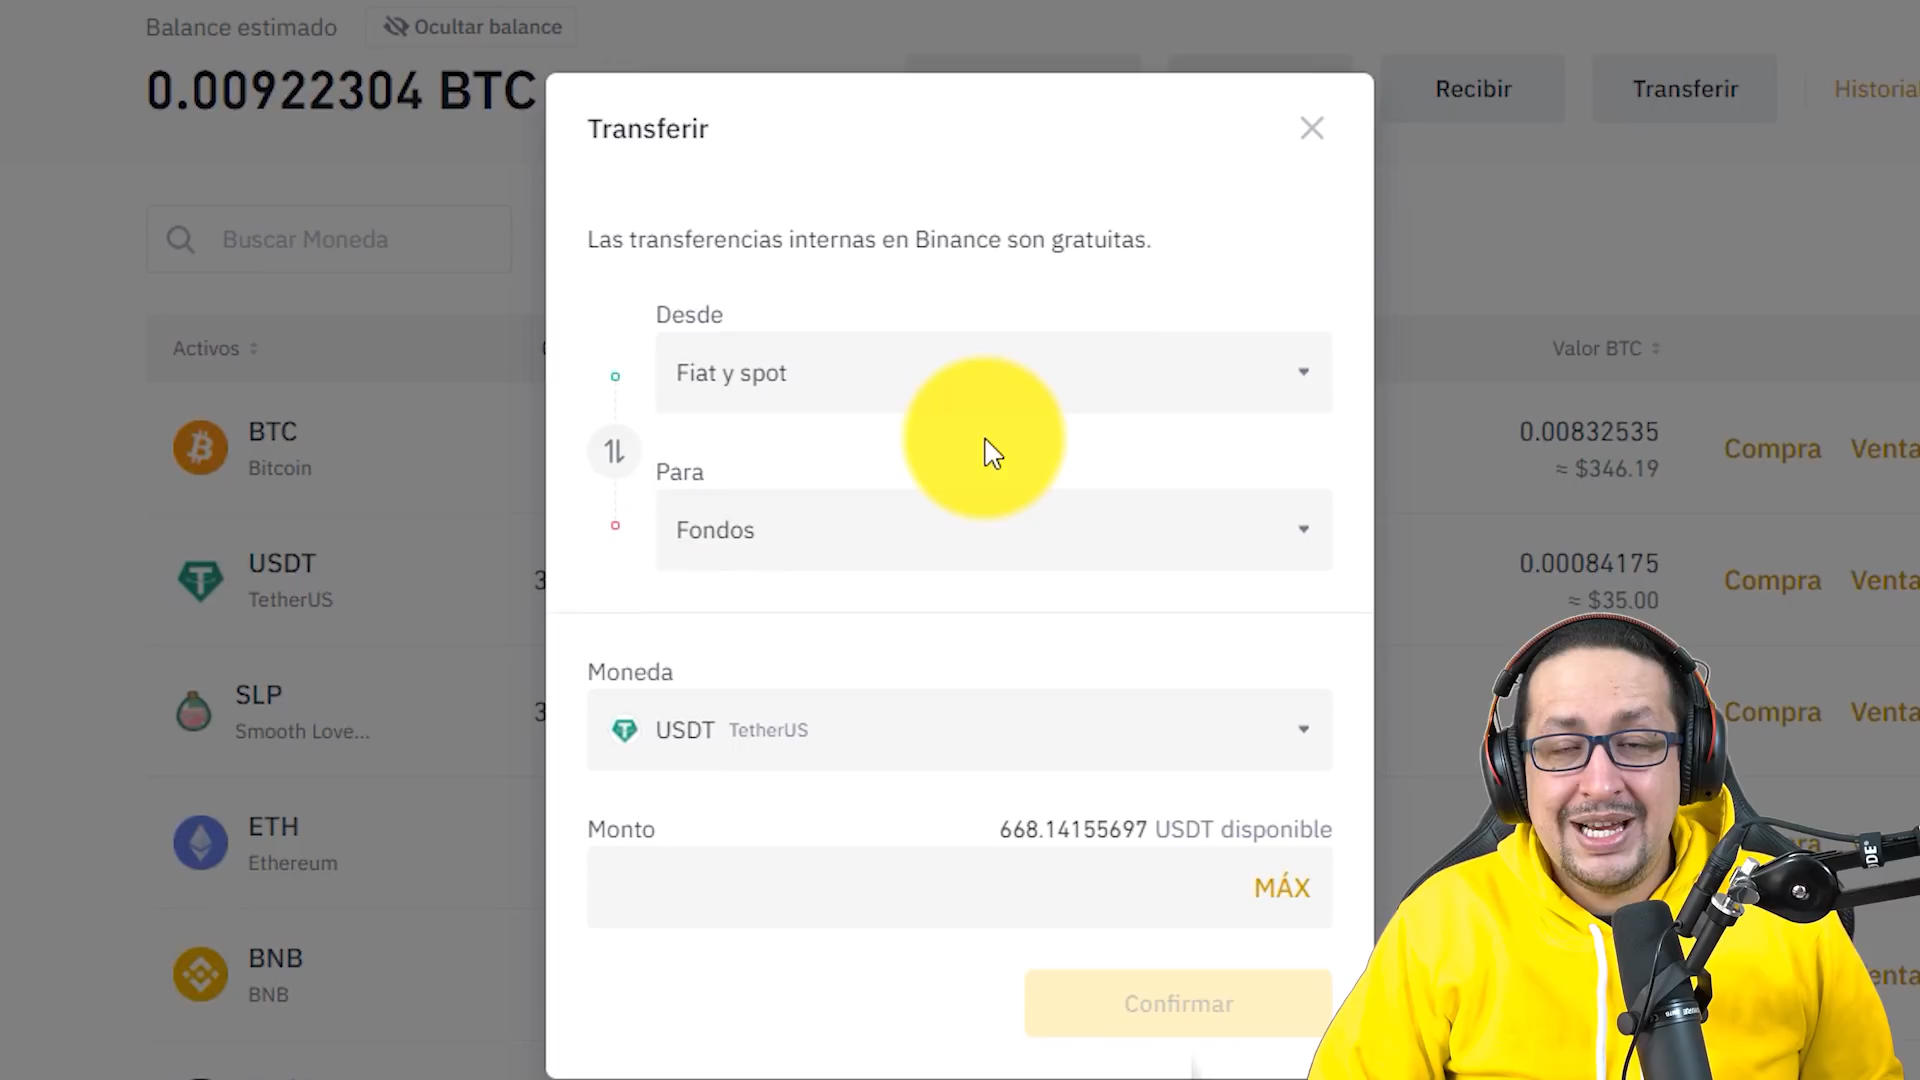 Balance estimado
Ocultar balance
0.00922304 BTC
Recibir
Transferir
Historial
Transferir
Las transferencias internas en Binance son gratuitas.
Buscar Moneda
Desde
Fiat y spot
Para
Fondos
Activos
Valor BTC
BTC
Bitcoin
0.00832535
≈ $346.19
Compra
Venta
USDT
TetherUS
3
0.00084175
≈ $35.00
Compra
Venta
SLP
Smooth Love...
3
Compra
Venta
Moneda
USDT TetherUS
ETH
Ethereum
Monto
668.14155697 USDT disponible
MÁX
BNB
BNB
Confirmar